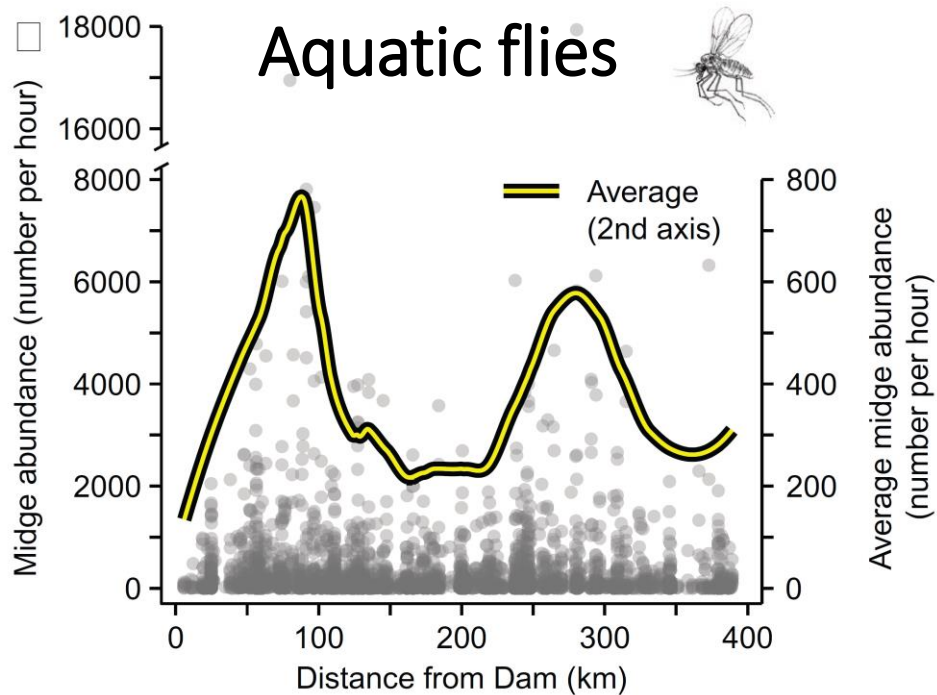 Aquatic flies
□
Midge abundance (number per hour)
18000
16000
8000
6000
4000
2000
0
Average
(2nd axis)
800
600
400
200
0
Average midge abundance
(number per hour)
0
100
200
300
400
Distance from Dam (km)